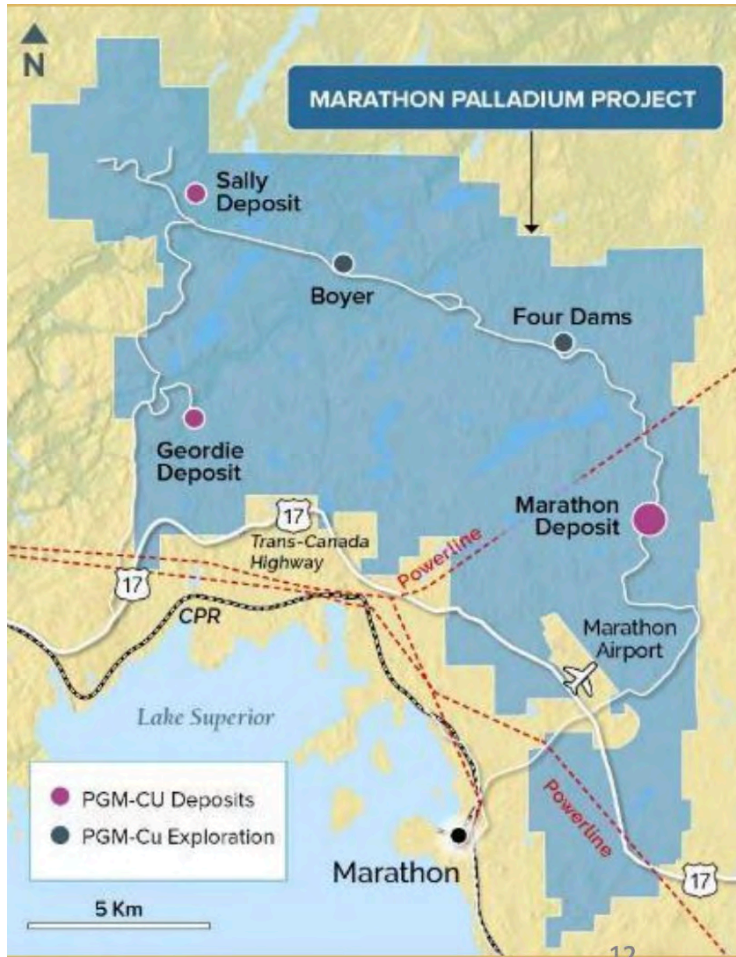 N
MARATHON PALLADIUM PROJECT
Sally
Deposit
Boyer
Four Dams
Geordie
Deposit
Marathon
Deposit
17
Trans-Canada
Highway
Powerline
17
CPR
Marathon
Airport
Lake Superior
PGM-CU Deposits
PGM-Cu Exploration
Powerline
Marathon
17
5 Km
12